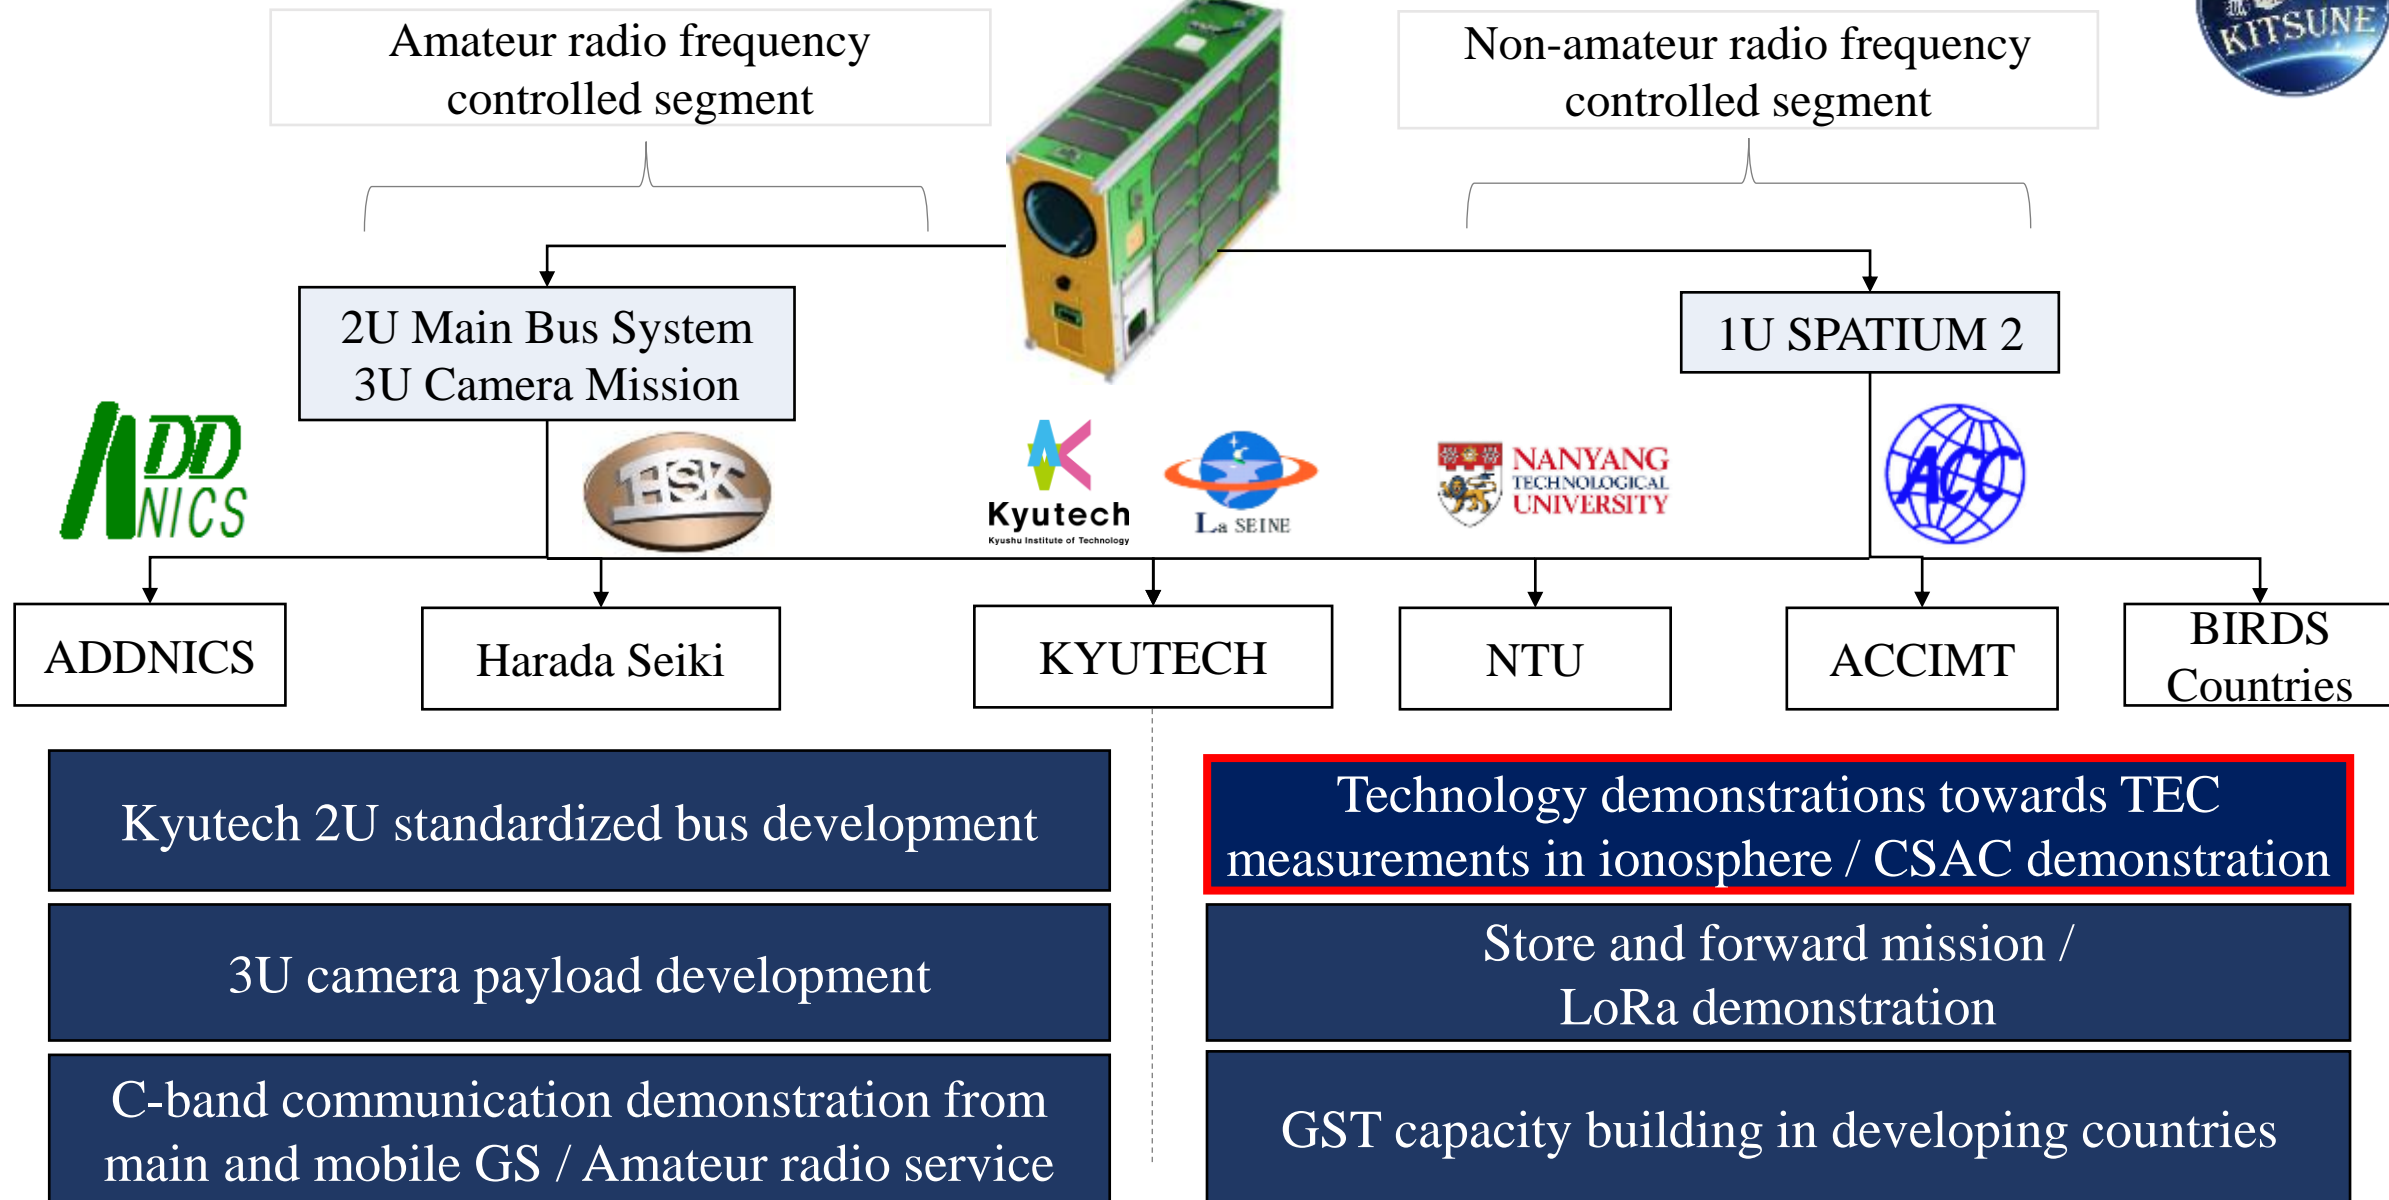 Amateur radio frequency
controlled segment
Non-amateur radio frequency
controlled segment
KITSUNE
2U Main Bus System
3U Camera Mission
1U SPATIUM 2
ADD
NICS
HSK
Kyutech
Kyushu Institute of Technology
La SEINE
NANYANG
TECHNOLOGICAL
UNIVERSITY
ACC
ADDNICS
Harada Seiki
KYUTECH
NTU
ACCIMT
BIRDS
Countries
Kyutech 2U standardized bus development
3U camera payload development
C-band communication demonstration from
main and mobile GS / Amateur radio service
Technology demonstrations towards TEC
measurements in ionosphere / CSAC demonstration
Store and forward mission /
LoRa demonstration
GST capacity building in developing countries